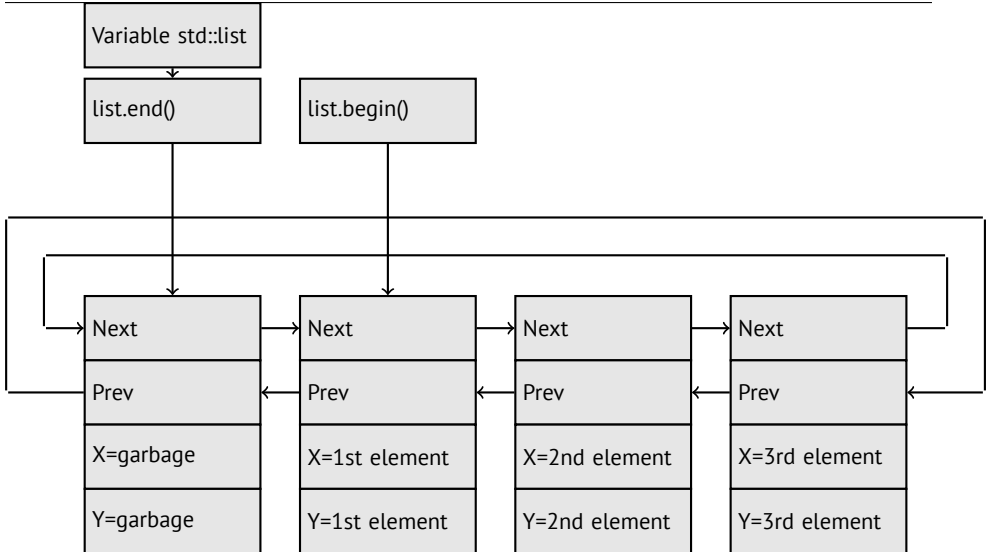 Variable std::list
list.end()
list.begin()
Next
Next
Next
Next
Prev
Prev
Prev
Prev
X=garbage
X=1st element
X=2nd element
X=3rd element
Y=garbage
Y=1st element
Y=2nd element
Y=3rd element